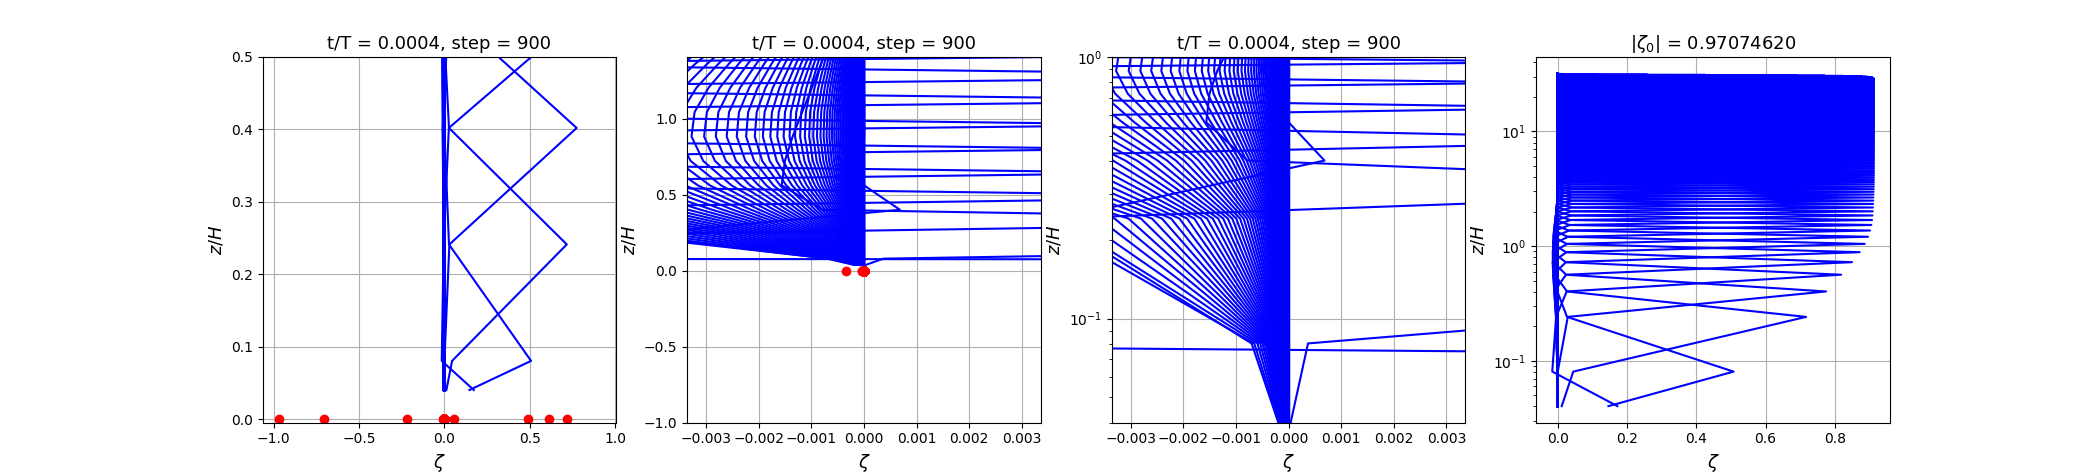 t/T = 0.0004, step = 900
t/T = 0.0004, step = 900
t/T = 0.0004, step = 900
|ζ₀| = 0.97074620
0.5
0.4
0.3
0.2
0.1
0.0
z/H
−1.0 −0.5 0.0 0.5 1.0
ζ
1.0
0.5
0.0
−0.5
−1.0
z/H
−0.003 −0.002 −0.001 0.000 0.001 0.002 0.003
ζ
10⁰
10⁻¹
z/H
−0.003 −0.002 −0.001 0.000 0.001 0.002 0.003
ζ
10¹
10⁰
10⁻¹
z/H
0.0 0.2 0.4 0.6 0.8
ζ